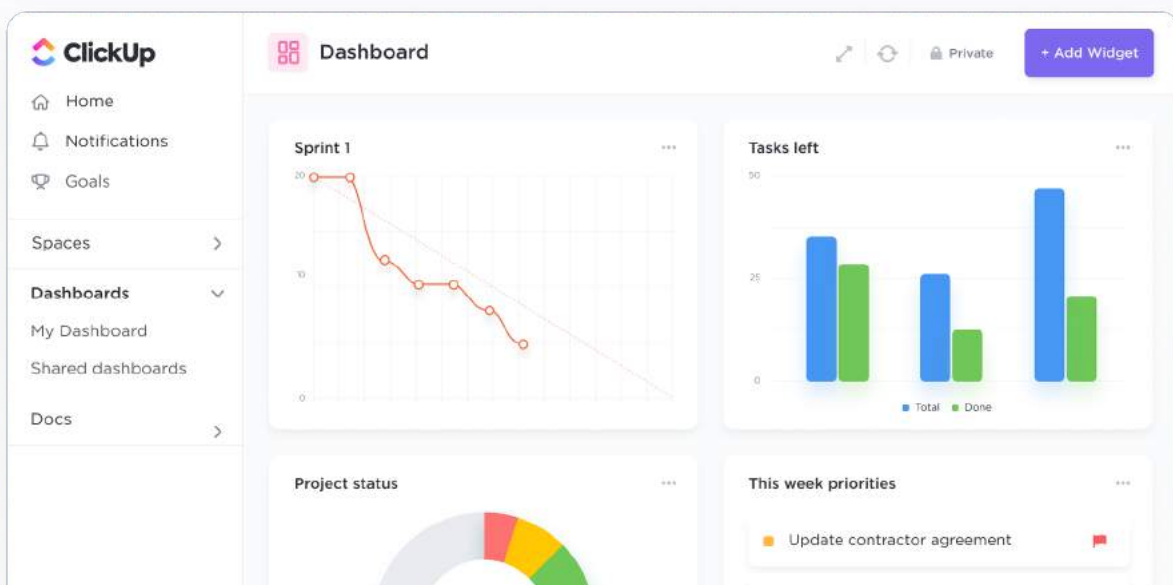 ClickUp
Home
Notifications
Goals
Spaces
Dashboards
My Dashboard
Shared dashboards
Docs
Dashboard
Private
+ Add Widget
Sprint 1
20
10
0
Tasks left
50
25
0
Total Done
Project status
This week priorities
Update contractor agreement